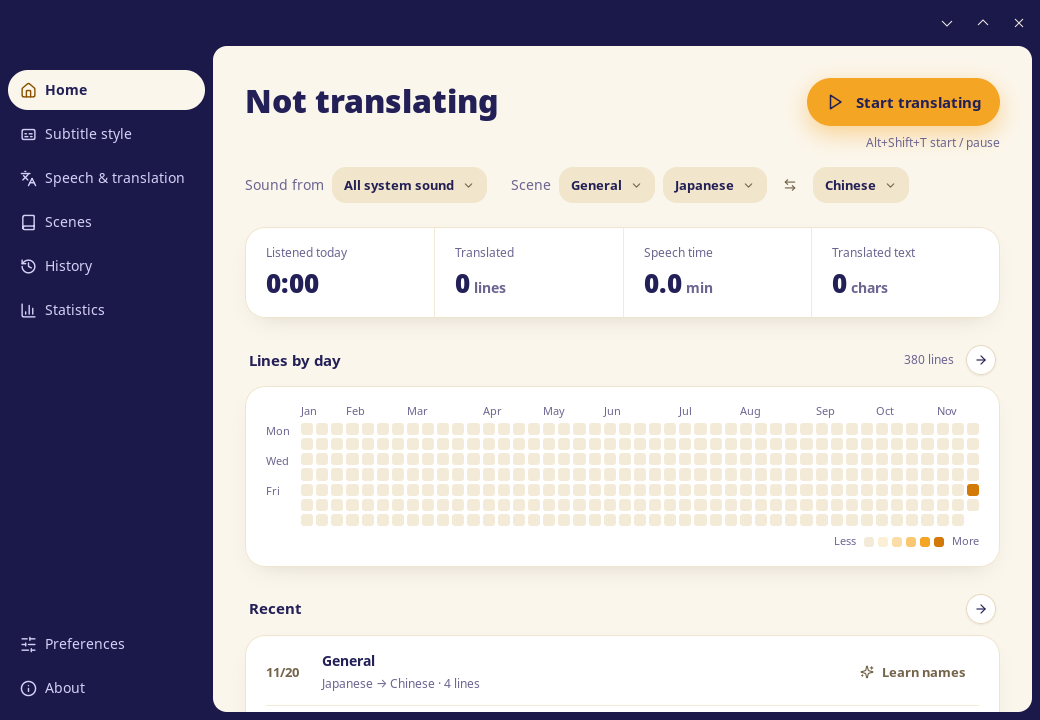 Home
Subtitle style
Speech & translation
Scenes
History
Statistics
Preferences
About
Not translating
Start translating
Alt+Shift+T start / pause
Sound from
All system sound
Scene
General
Japanese
Chinese
Listened today
0:00
Translated
0 lines
Speech time
0.0 min
Translated text
0 chars
Lines by day
380 lines
Jan Feb Mar Apr May Jun Jul Aug Sep Oct Nov
Mon
Wed
Fri
Less
More
Recent
11/20
General
Japanese → Chinese · 4 lines
Learn names